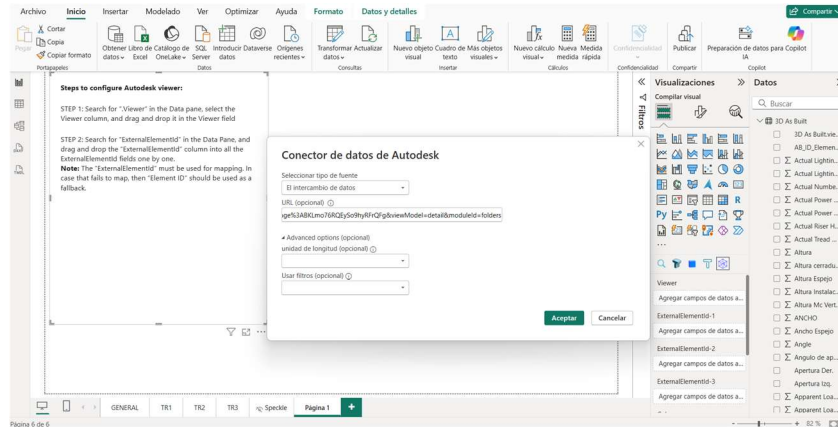 Archivo Inicio Insertar Modelado Ver Optimizar Ayuda Formato Datos y detalles Compartir
Pegar
Cortar
Copia
Copiar formato
Portapapeles
Obtener datos
Libro de Excel
Catálogo de OneLake
SQL Server
Introducir datos
Dataverse
Orígenes recientes
Datos
Transformar datos
Actualizar
Consultas
Nuevo objeto visual
Cuadro de texto
Más objetos visuales
Insertar
Nuevo cálculo visual
Nueva medida
Medida rápida
Cálculos
Confidencialidad
Confidencialidad
Publicar
Compartir
Preparación de datos para IA
Copilot
Copilot
Steps to configure Autodesk viewer:
STEP 1: Search for ".Viewer" in the Data pane, select the
Viewer column, and drag and drop it in the Viewer field
STEP 2: Search for "ExternalElementId" in the Data Pane, and
drag and drop the "ExternalElementId" column into all the
ExternalElementId fields one by one.
Note: The "ExternalElementId" must be used for mapping. In
case that fails to map, then "Element ID" should be used as a
fallback.
Conector de datos de Autodesk
Seleccionar tipo de fuente
El intercambio de datos
URL (opcional)
ige%3ABKLmo76RQEySo9hyRFrQFg&viewModel=detail&moduleId=folders
Advanced options (opcional)
unidad de longitud (opcional)
Usar filtros (opcional)
Aceptar
Cancelar
Filtros
Visualizaciones
Compilar visual
R
Py
...
Viewer
Agregar campos de datos a...
ExternalElementId-1
Agregar campos de datos a...
ExternalElementId-2
Agregar campos de datos a...
ExternalElementId-3
Agregar campos de datos a...
Datos
Buscar
3D As Built
3D As Built.vie...
AB_ID_Elemen...
Actual Lightin...
Actual Lightin...
Actual Numbe...
Actual Power ...
Actual Power ...
Actual Riser H...
Actual Tread ...
Altura
Altura cerradu...
Altura Espejo
Altura Instalac...
Altura Mc Vert...
ANCHO
Ancho Espejo
Angle
Angulo de ap...
Apertura Der.
Apertura Izq.
Apparent Loa...
Apparent Loa...
GENERAL TR1 TR2 TR3 Speckle Página 1 +
Página 6 de 6
82 %